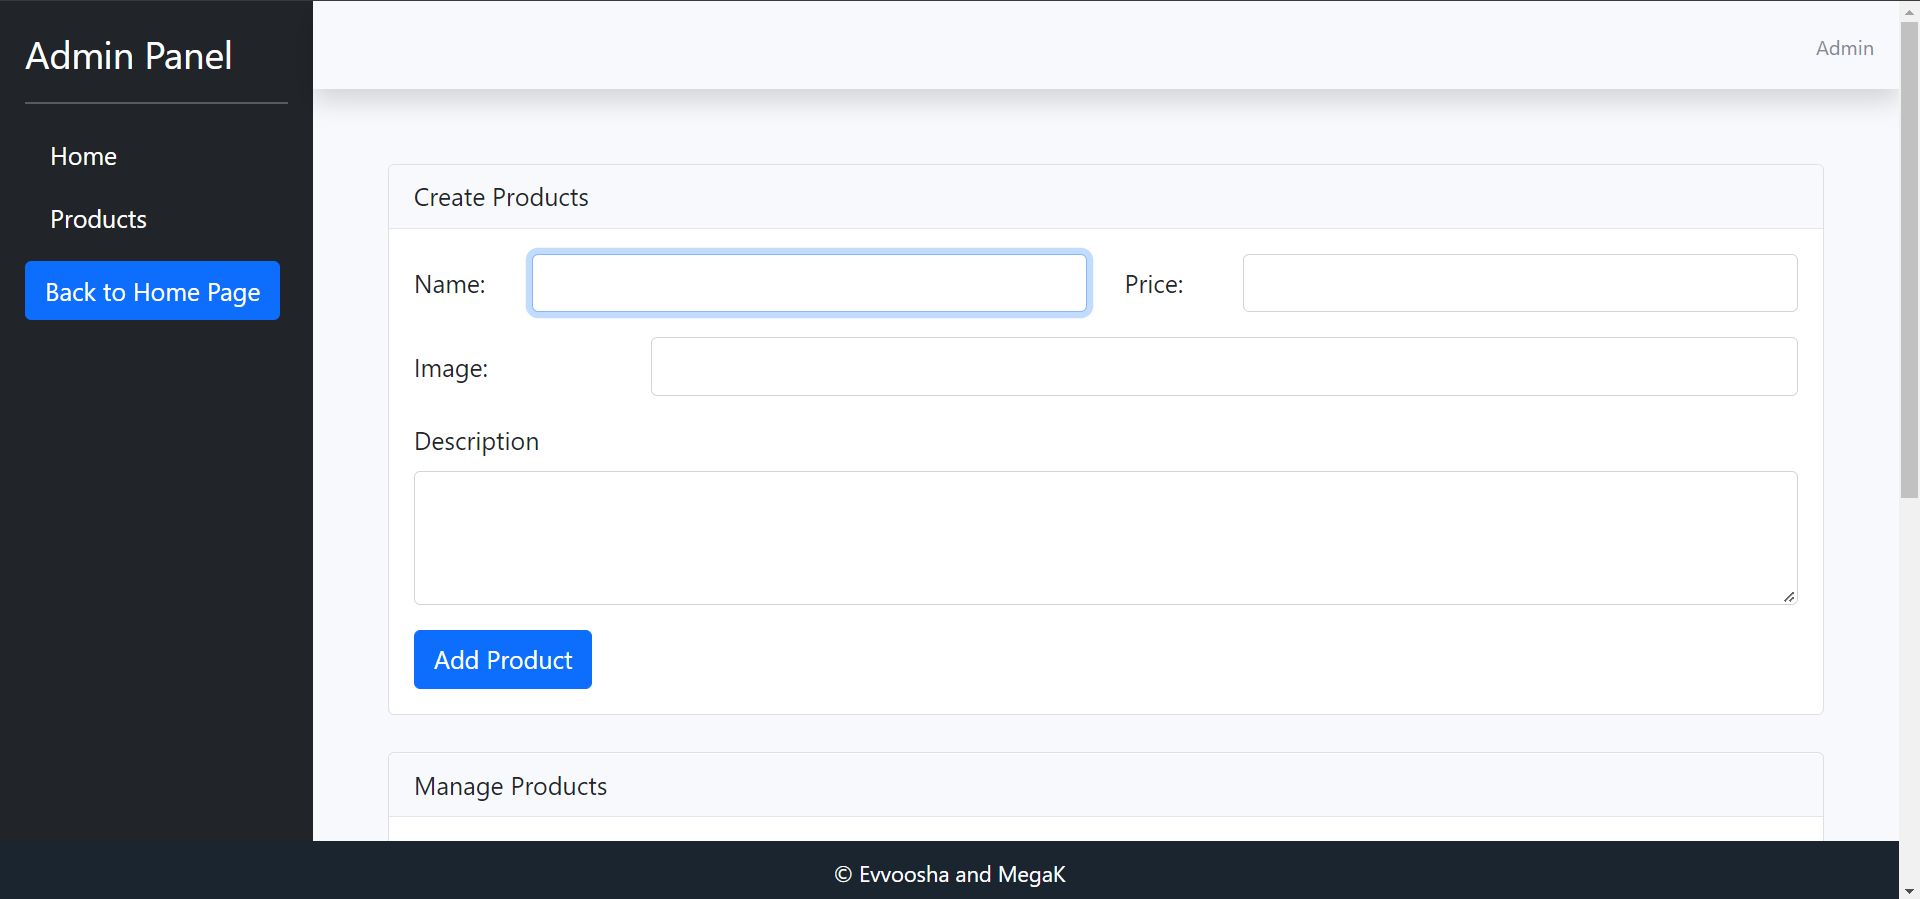 Admin Panel
Admin
Home
Products
Back to Home Page
Create Products
Name:
Price:
Image:
Description
Add Product
Manage Products
© Evvoosha and MegaK